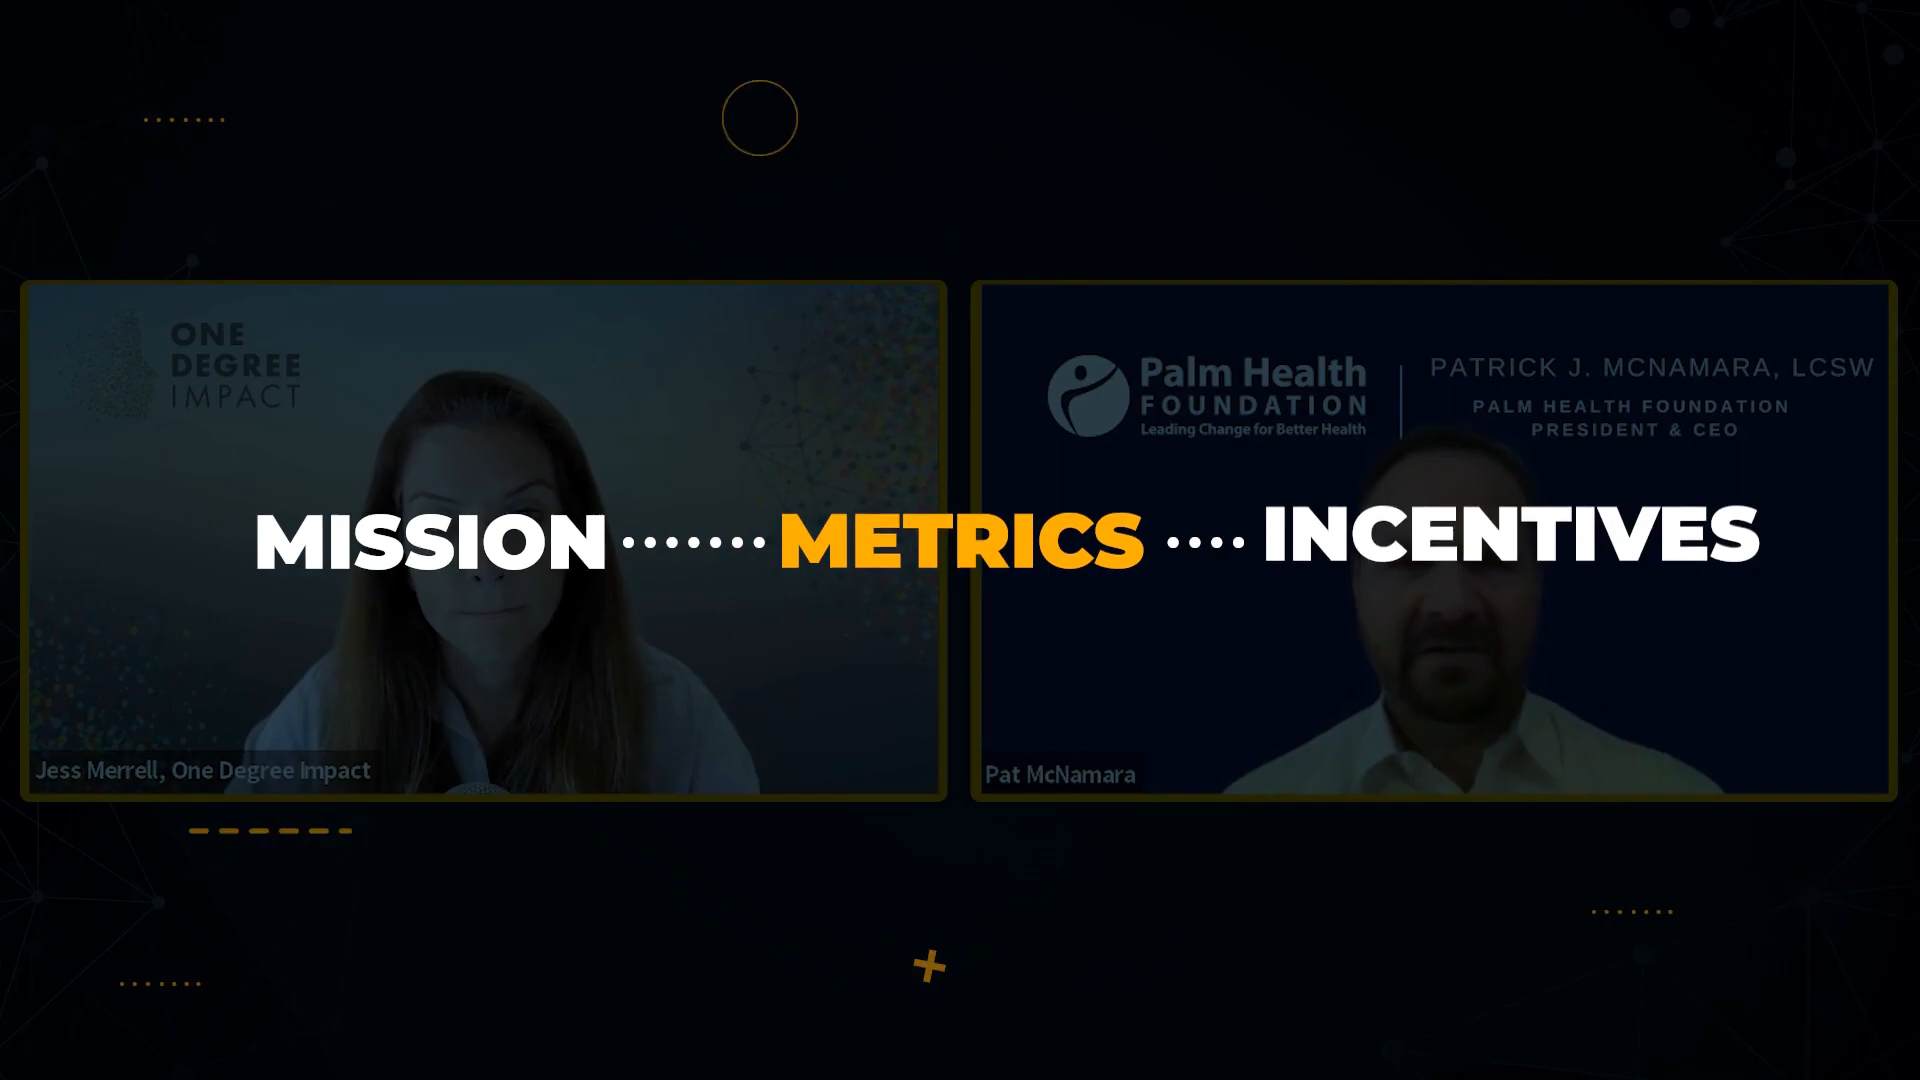 ONE
DEGREE
IMPACT
Palm Health
FOUNDATION
Leading Change for Better Health
PATRICK J. MCNAMARA, LCSW
PALM HEALTH FOUNDATION
PRESIDENT & CEO
MISSION METRICS INCENTIVES
Jess Merrell, One Degree Impact
Pat McNamara